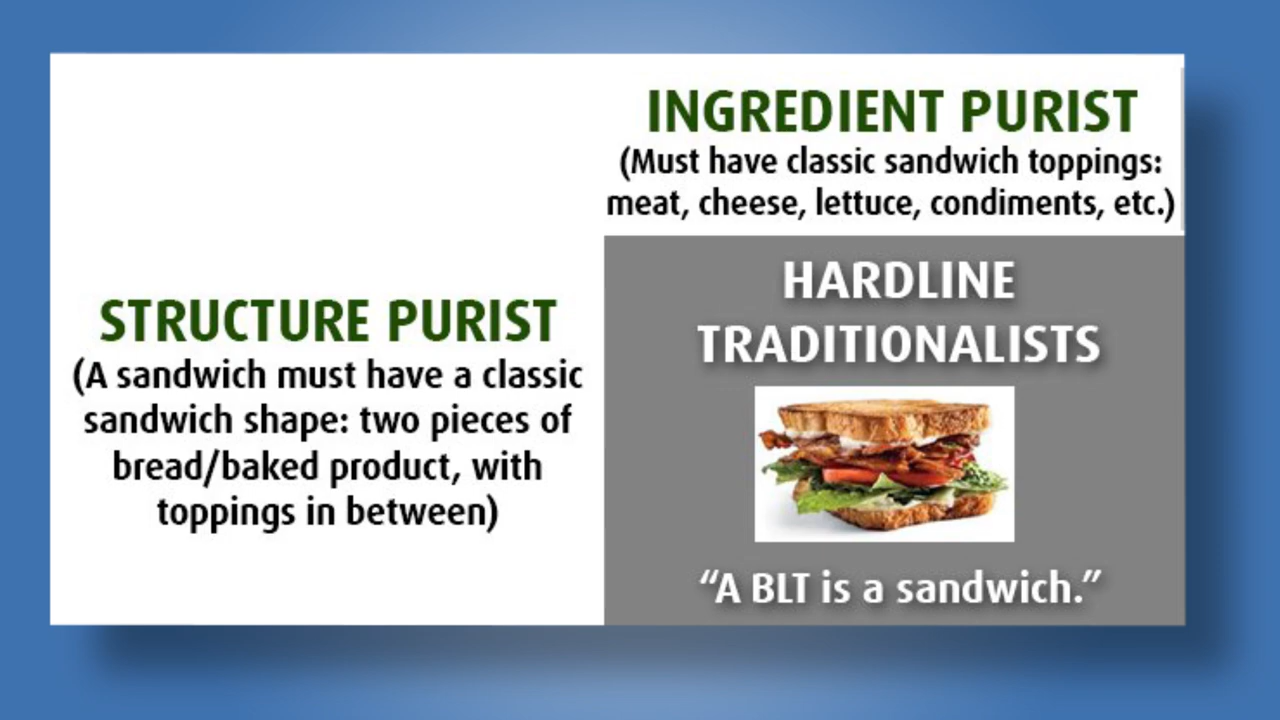 INGREDIENT PURIST
(Must have classic sandwich toppings:
meat, cheese, lettuce, condiments, etc.)
STRUCTURE PURIST
(A sandwich must have a classic
sandwich shape: two pieces of
bread/baked product, with
toppings in between)
HARDLINE
TRADITIONALISTS
“A BLT is a sandwich.”